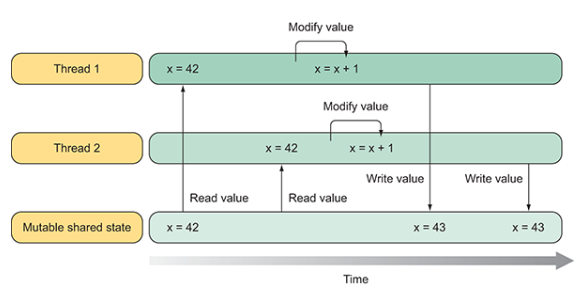 Modify value
Thread 1
x = 42
x = x + 1
Modify value
Thread 2
x = 42
x = x + 1
Write value
Write value
Read value
Read value
Mutable shared state
x = 42
x = 43
x = 43
Time